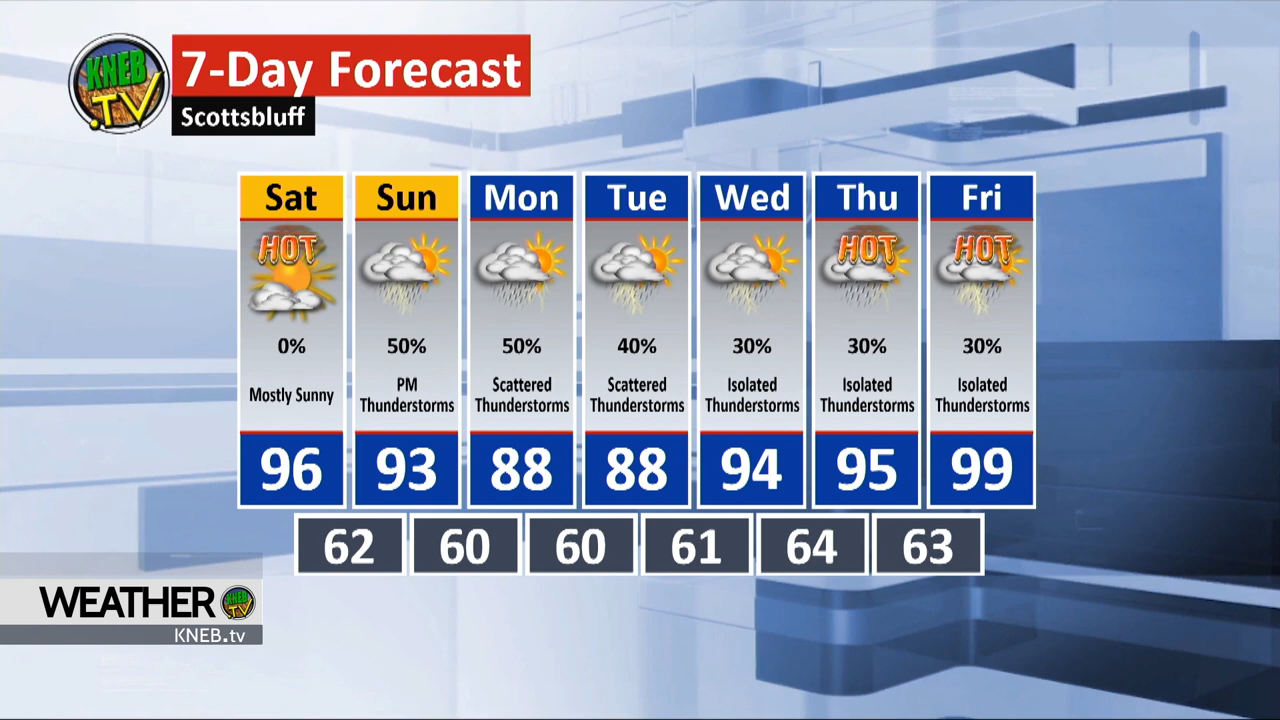 KNEB
.TV
7-Day Forecast
Scottsbluff
Sat
Sun
Mon
Tue
Wed
Thu
Fri
HOT
HOT
HOT
0%
50%
50%
40%
30%
30%
30%
Mostly Sunny
PM
Thunderstorms
Scattered
Thunderstorms
Scattered
Thunderstorms
Isolated
Thunderstorms
Isolated
Thunderstorms
Isolated
Thunderstorms
96
93
88
88
94
95
99
62
60
60
61
64
63
WEATHER
KNEB
TV
KNEB.tv